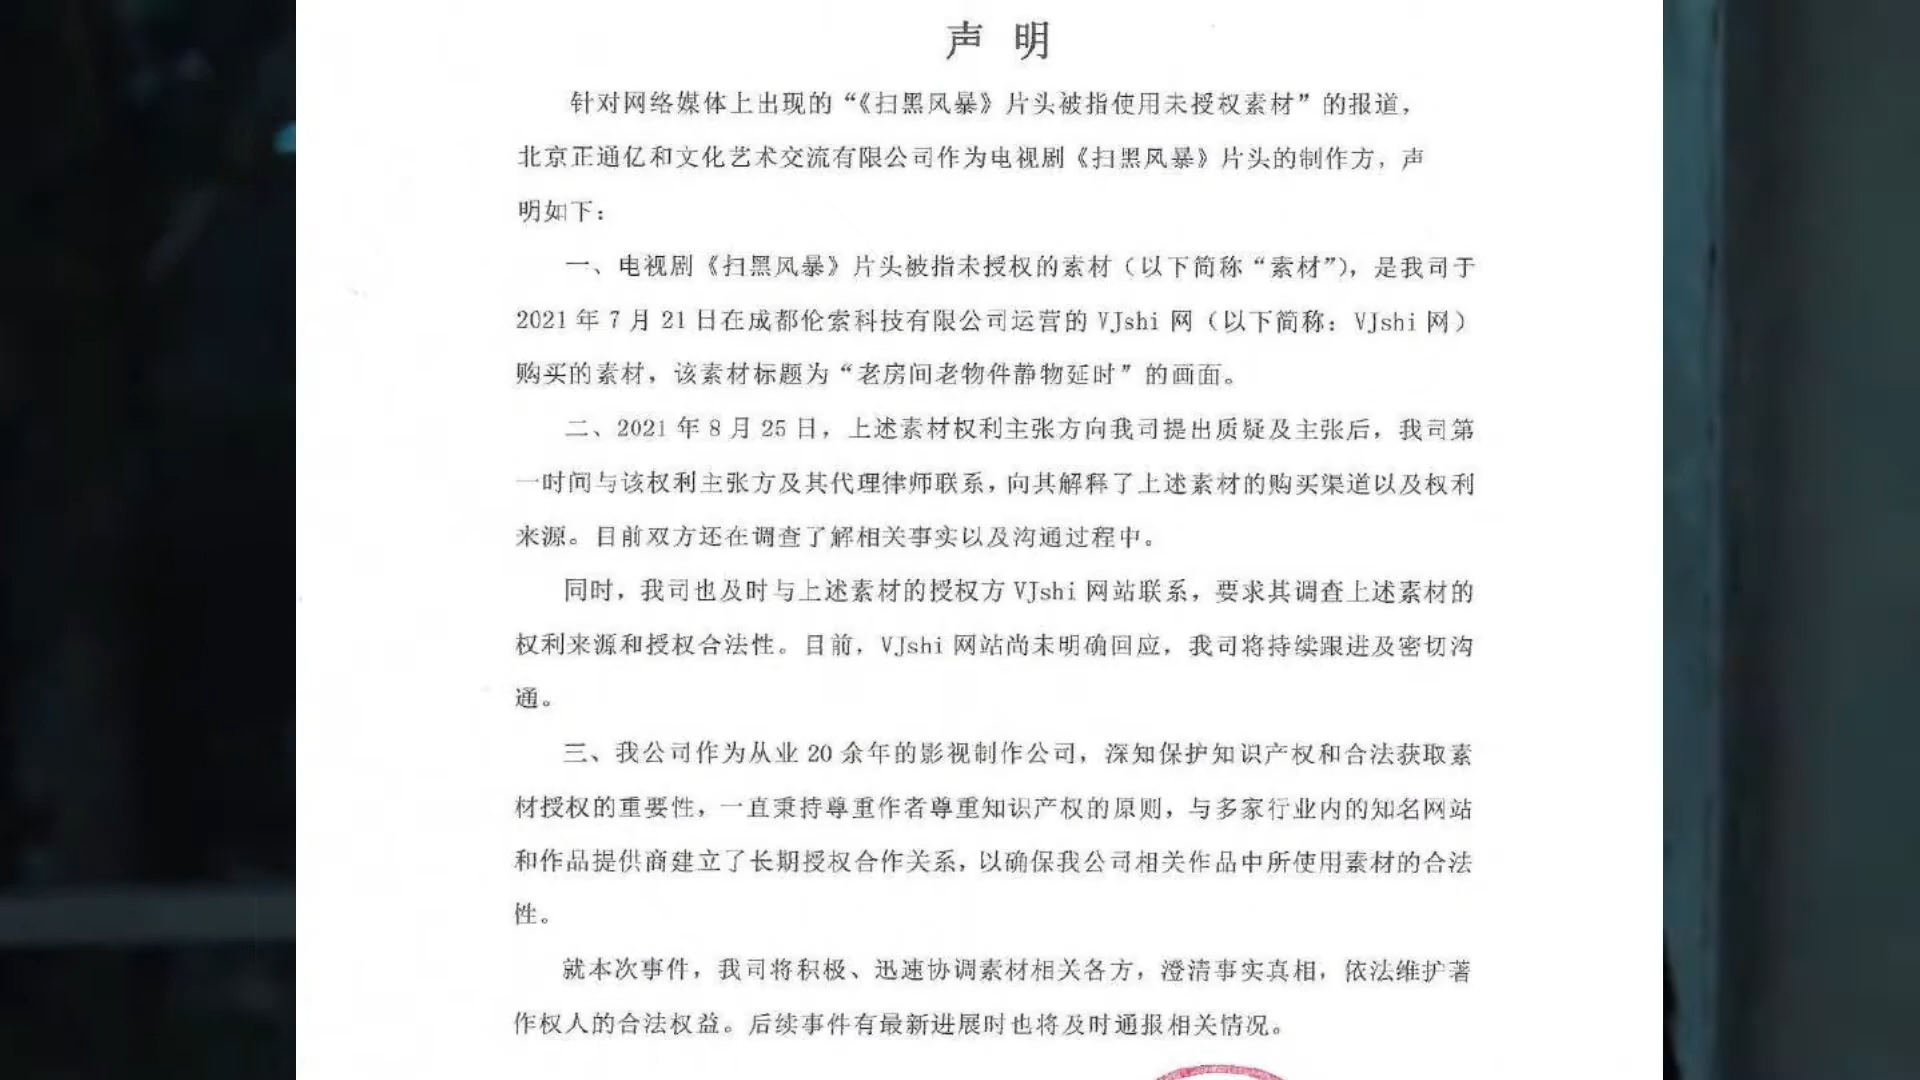 声 明
针对网络媒体上出现的“《扫黑风暴》片头被指使用未授权素材”的报道，
北京正通亿和文化艺术交流有限公司作为电视剧《扫黑风暴》片头的制作方，声
明如下：
一、电视剧《扫黑风暴》片头被指未授权的素材（以下简称“素材”），是我司于
2021 年 7 月 21 日在成都伦索科技有限公司运营的 VJshi 网（以下简称：VJshi 网）
购买的素材，该素材标题为“老房间老物件静物延时”的画面。
二、2021 年 8 月 25 日，上述素材权利主张方向我司提出质疑及主张后，我司第
一时间与该权利主张方及其代理律师联系，向其解释了上述素材的购买渠道以及权利
来源。目前双方还在调查了解相关事实以及沟通过程中。
同时，我司也及时与上述素材的授权方 VJshi 网站联系，要求其调查上述素材的
权利来源和授权合法性。目前，VJshi 网站尚未明确回应，我司将持续跟进及密切沟
通。
三、我公司作为从业 20 余年的影视制作公司，深知保护知识产权和合法获取素
材授权的重要性，一直秉持尊重作者尊重知识产权的原则，与多家行业内的知名网站
和作品提供商建立了长期授权合作关系，以确保我公司相关作品中所使用素材的合法
性。
就本次事件，我司将积极、迅速协调素材相关各方，澄清事实真相，依法维护著
作权人的合法权益。后续事件有最新进展时也将及时通报相关情况。